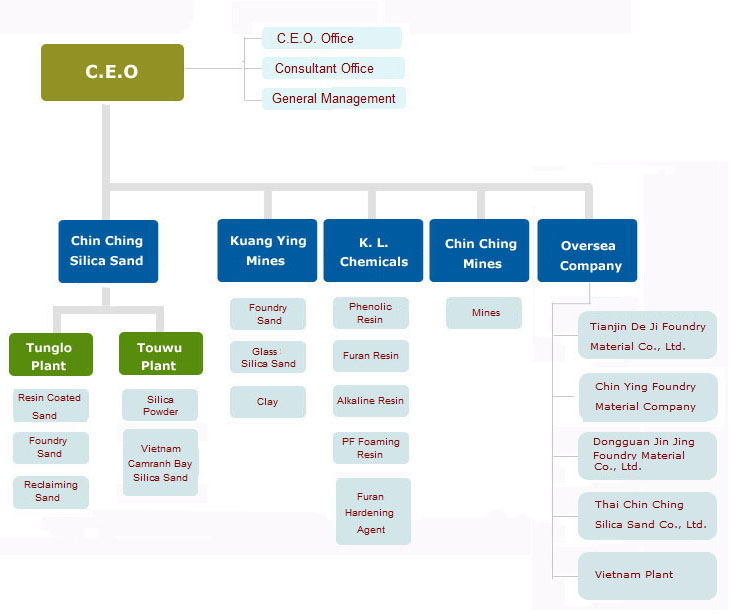 C.E.O
C.E.O. Office
Consultant Office
General Management
Chin Ching
Silica Sand
Kuang Ying
Mines
K. L.
Chemicals
Chin Ching
Mines
Oversea
Company
Tunglo
Plant
Touwu
Plant
Resin Coated
Sand
Foundry
Sand
Reclaiming
Sand
Silica
Powder
Vietnam
Camranh Bay
Silica Sand
Foundry
Sand
Glass:
Silica Sand
Clay
Phenolic
Resin
Furan Resin
Alkaline Resin
PF Foaming
Resin
Furan
Hardening
Agent
Mines
Tianjin De Ji Foundry
Material Co., Ltd.
Chin Ying Foundry
Material Company
Dongguan Jin Jing
Foundry Material
Co., Ltd.
Thai Chin Ching
Silica Sand Co., Ltd.
Vietnam Plant